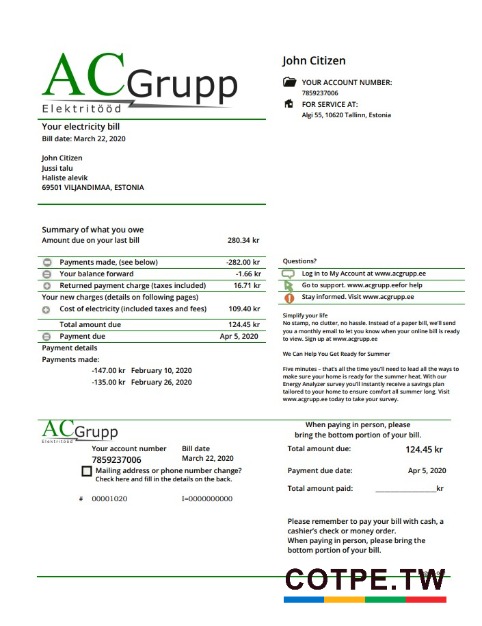 ACGrupp
Elektritööd
John Citizen
YOUR ACCOUNT NUMBER:
7859237006
FOR SERVICE AT:
Algi 55, 10620 Tallinn, Estonia
Your electricity bill
Bill date: March 22, 2020
John Citizen
Jussi talu
Haliste alevik
69501 VILJANDIMAA, ESTONIA
Summary of what you owe
Amount due on your last bill 280.34 kr
Payments made, (see below) -282.00 kr
Your balance forward -1.66 kr
Returned payment charge (taxes included) 16.71 kr
Your new charges (details on following pages)
Cost of electricity (included taxes and fees) 109.40 kr
Total amount due 124.45 kr
Payment due Apr 5, 2020
Payment details
Payments made:
-147.00 kr February 10, 2020
-135.00 kr February 26, 2020
Questions?
Log in to My Account at www.acgrupp.ee
Go to support. www.acgrupp.eefor help
Stay informed. Visit www.acgrupp.ee
Simplify your life
No stamp, no clutter, no hassle. Instead of a paper bill, we'll send
you a monthly email to let you know when your online bill is ready
to view. Sign up at www.acgrupp.ee
We Can Help You Get Ready for Summer
Five minutes – that's all the time you'll need to lead all the ways to
make sure your home is ready for the summer heat. With our
Energy Analyzer survey you'll instantly receive a savings plan
tailored to your home to ensure comfort all summer long. Visit
www.acgrupp.ee today to take your survey.
ACGrupp
Elektritööd
Your account number Bill date
7859237006 March 22, 2020
Mailing address or phone number change?
Check here and fill in the details on the back.
# 00001020 I=0000000000
When paying in person, please
bring the bottom portion of your bill.
Total amount due: 124.45 kr
Payment due date: Apr 5, 2020
Total amount paid: ________________kr
Please remember to pay your bill with cash, a
cashier's check or money order.
When paying in person, please bring the
bottom portion of your bill.
COTPE.TW